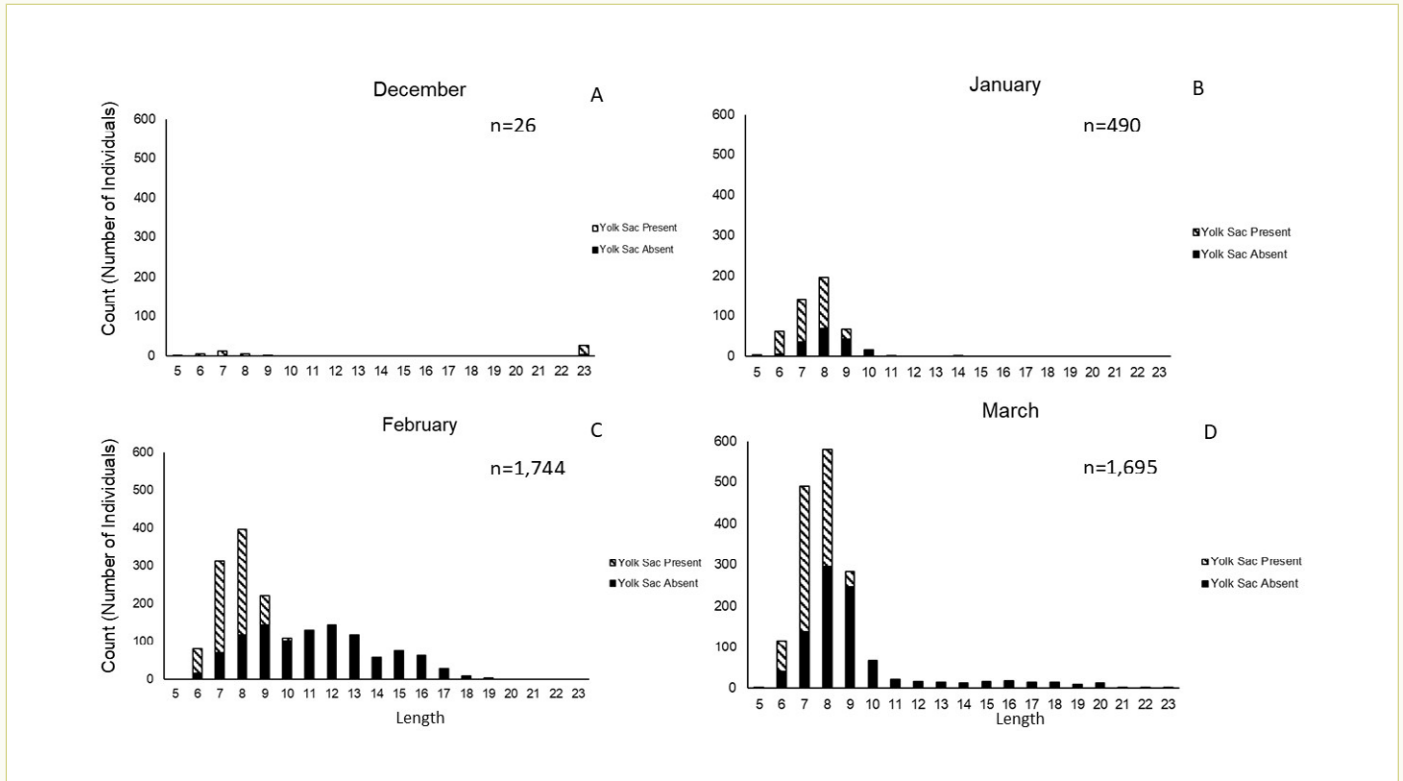 December
A
n=26
Count (Number of Individuals)
600
500
400
300
200
100
0
5 6 7 8 9 10 11 12 13 14 15 16 17 18 19 20 21 22 23
Yolk Sac Present
Yolk Sac Absent
January
B
n=490
600
500
400
300
200
100
0
5 6 7 8 9 10 11 12 13 14 15 16 17 18 19 20 21 22 23
Yolk Sac Present
Yolk Sac Absent
February
C
n=1,744
Count (Number of Individuals)
600
500
400
300
200
100
0
5 6 7 8 9 10 11 12 13 14 15 16 17 18 19 20 21 22 23
Length
Yolk Sac Present
Yolk Sac Absent
March
D
n=1,695
600
500
400
300
200
100
0
5 6 7 8 9 10 11 12 13 14 15 16 17 18 19 20 21 22 23
Length
Yolk Sac Present
Yolk Sac Absent